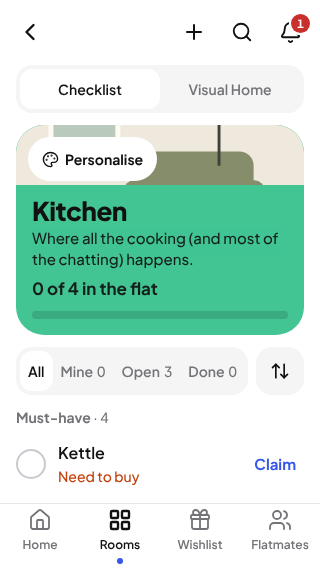 1
Checklist
Visual Home
Personalise
Kitchen
Where all the cooking (and most of
the chatting) happens.
0 of 4 in the flat
All
Mine 0
Open 3
Done 0
Must-have · 4
Kettle
Need to buy
Claim
Home
Rooms
Wishlist
Flatmates